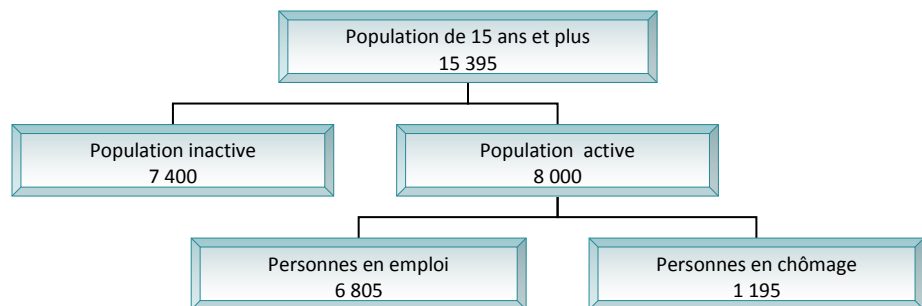 Population de 15 ans et plus
15 395
Population inactive
7 400
Population active
8 000
Personnes en emploi
6 805
Personnes en chômage
1 195